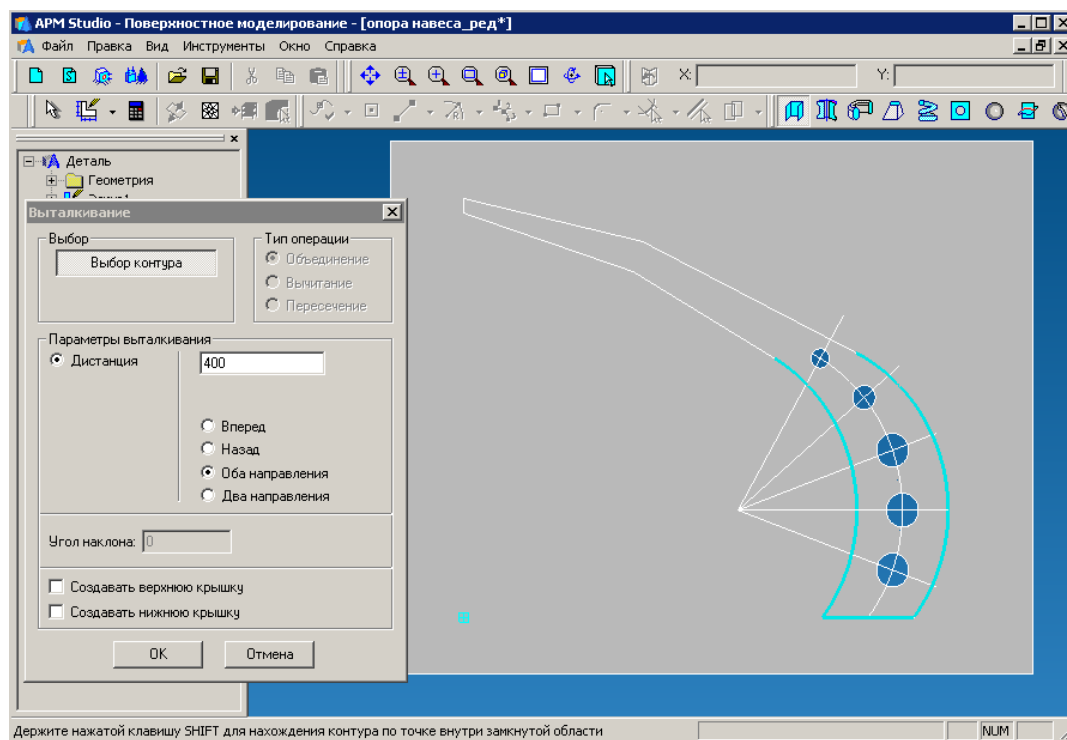 APM Studio - Поверхностное моделирование - [опора навеса_ред*]
Файл Правка Вид Инструменты Окно Справка
X: Y:
Деталь
Геометрия
Выталкивание
Выбор
Выбор контура
Тип операции
Объединение
Вычитание
Пересечение
Параметры выталкивания
Дистанция
400
Вперед
Назад
Оба направления
Два направления
Угол наклона: 0
Создавать верхнюю крышку
Создавать нижнюю крышку
OK Отмена
Держите нажатой клавишу SHIFT для нахождения контура по точке внутри замкнутой области NUM